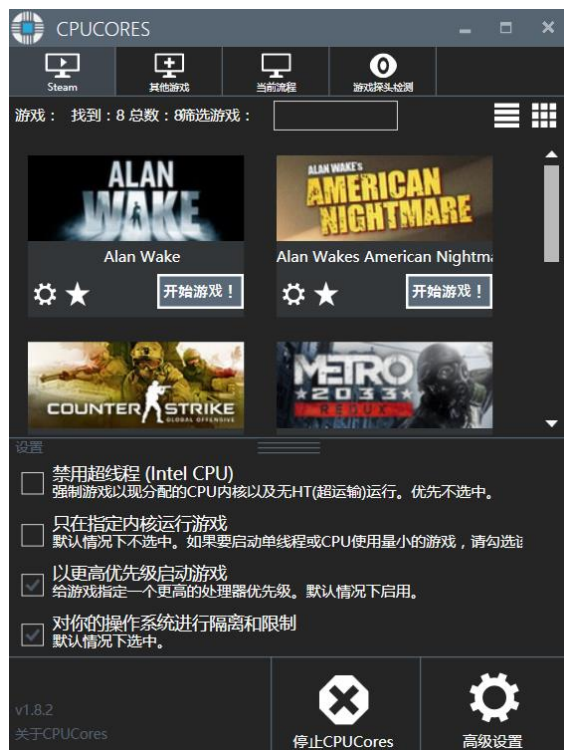 CPUCORES
Steam
其他游戏
当前流程
游戏探头检测
游戏： 找到：8 总数：8筛选游戏：
ALAN WAKE
ALAN WAKE'S AMERICAN NIGHTMARE
Alan Wake
Alan Wakes American Nightm
开始游戏！
开始游戏！
COUNTER STRIKE
GLOBAL OFFENSIVE
METRO
2033
REDUX
设置
禁用超线程 (Intel CPU)
强制游戏以现分配的CPU内核以及无HT(超运输)运行。优先不选中。
只在指定内核运行游戏
默认情况下不选中。如果要启动单线程或CPU使用量小的游戏，请勾选
以更高优先级启动游戏
给游戏指定一个更高的处理器优先级。默认情况下启用。
对你的操作系统进行隔离和限制
默认情况下选中。
v1.8.2
关于CPUCores
停止CPUCores
高级设置